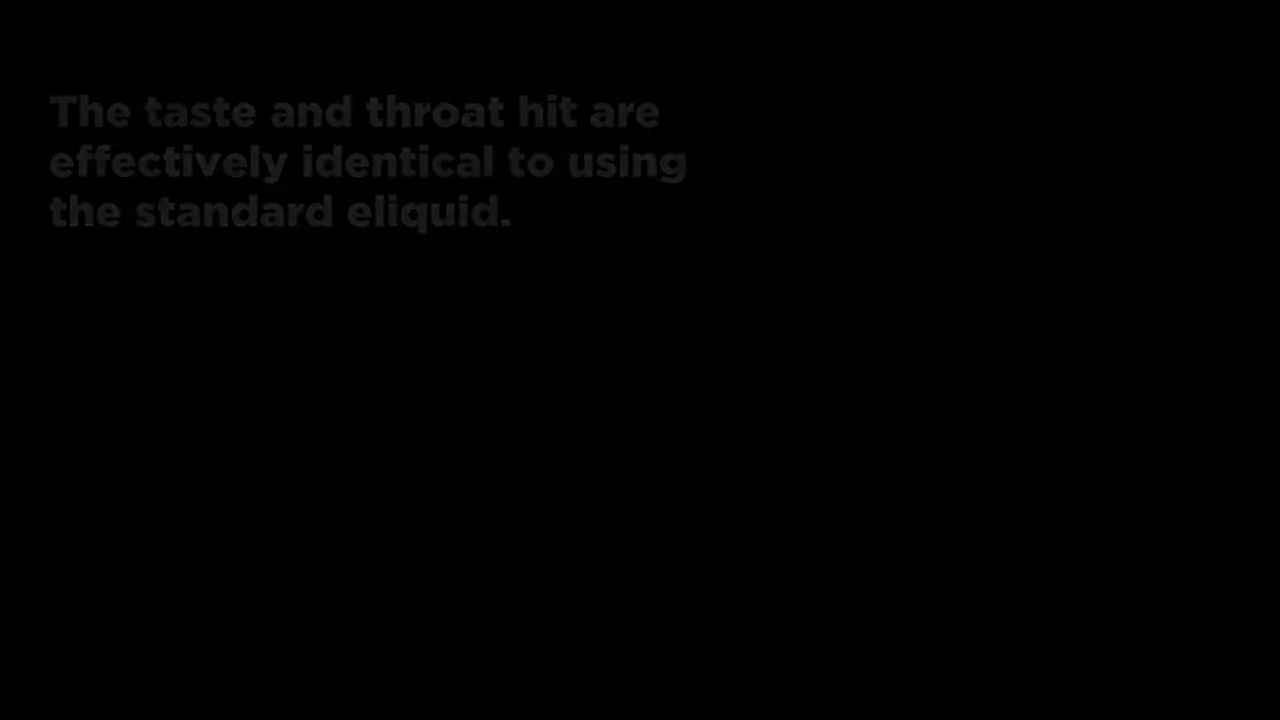 The taste and throat hit are
effectively identical to using
the standard eliquid.